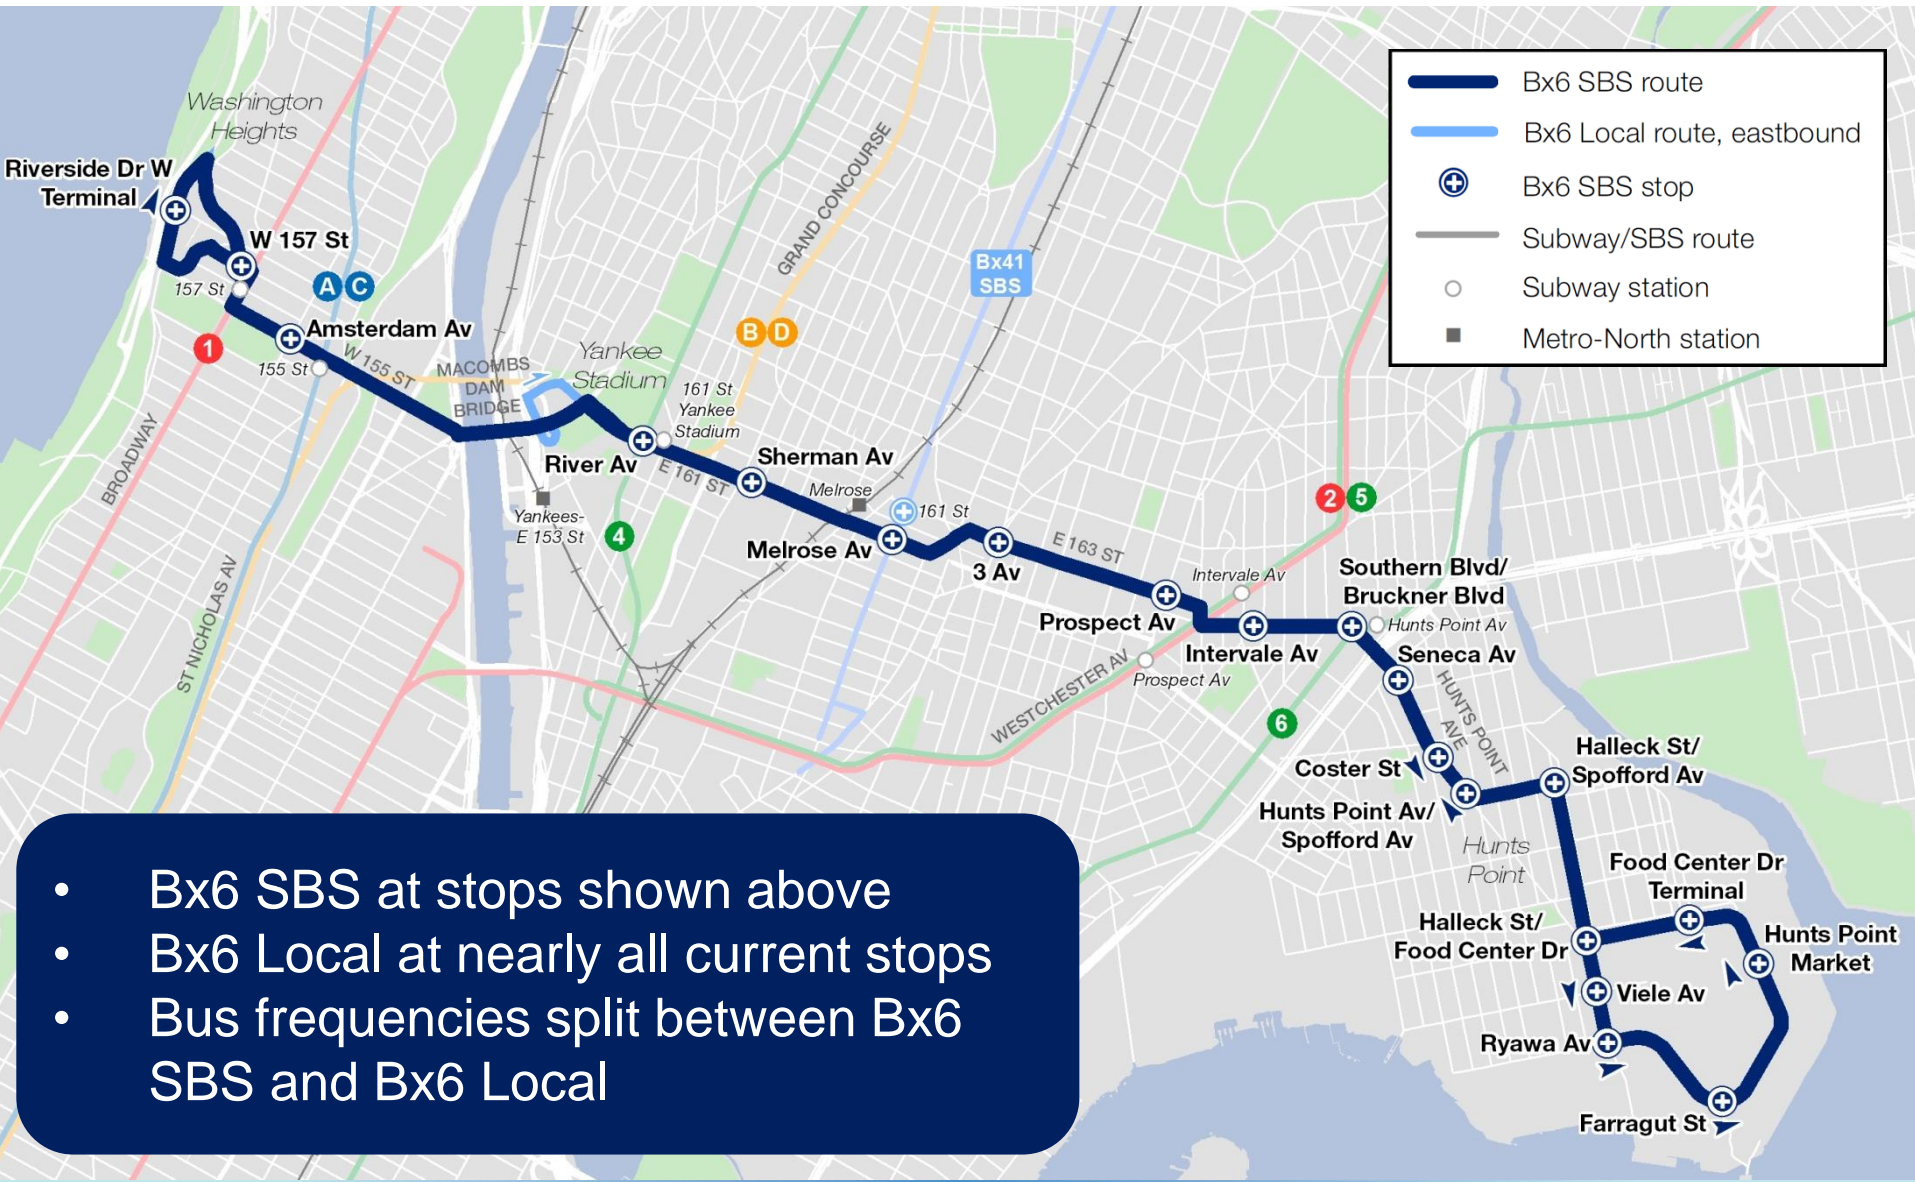 Washington
Heights
Riverside Dr W
Terminal
W 157 St
157 St
A
C
1
Amsterdam Av
155 St
W 155 ST
BROADWAY
ST NICHOLAS AV
MACOMBS
DAM
BRIDGE
Yankee
Stadium
161 St
Yankee
Stadium
B
D
GRAND CONCOURSE
Bx41
SBS
River Av
E 161 ST
Sherman Av
Melrose
Yankees-
E 153 St
4
161 St
Melrose Av
3 Av
E 163 ST
Prospect Av
Intervale Av
2
5
Southern Blvd/
Bruckner Blvd
Hunts Point Av
Intervale Av
Seneca Av
Prospect Av
WESTCHESTER AV
HUNTS POINT
AVE
6
Coster St
Hunts Point Av/
Spofford Av
Halleck St/
Spofford Av
Hunts
Point
Food Center Dr
Terminal
Halleck St/
Food Center Dr
Hunts Point
Market
Viele Av
Ryawa Av
Farragut St
Bx6 SBS route
Bx6 Local route, eastbound
Bx6 SBS stop
Subway/SBS route
Subway station
Metro-North station
• Bx6 SBS at stops shown above
• Bx6 Local at nearly all current stops
• Bus frequencies split between Bx6
SBS and Bx6 Local